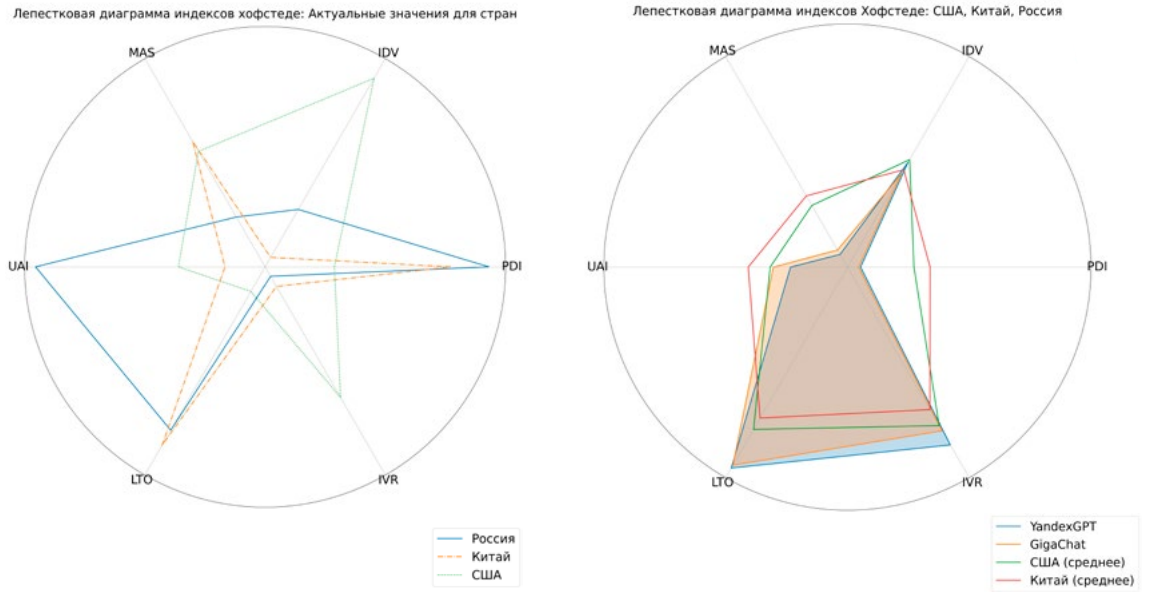 Лепестковая диаграмма индексов хофстеде: Актуальные значения для стран
MAS
IDV
UAI
PDI
LTO
IVR
Россия
Китай
США
Лепестковая диаграмма индексов Хофстеде: США, Китай, Россия
MAS
IDV
UAI
PDI
LTO
IVR
YandexGPT
GigaChat
США (среднее)
Китай (среднее)